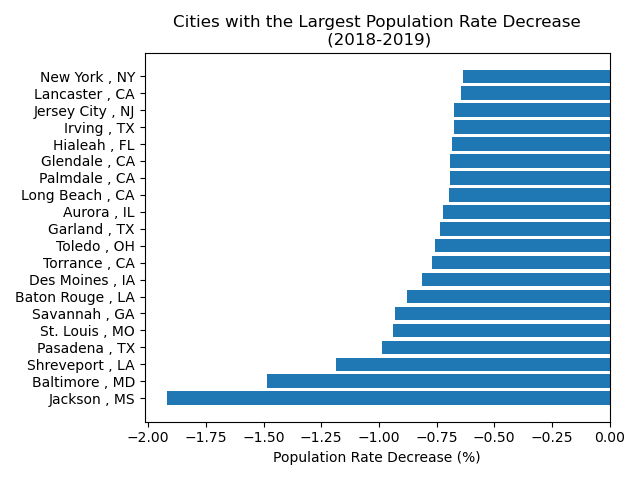 Cities with the Largest Population Rate Decrease
(2018-2019)
New York , NY
Lancaster , CA
Jersey City , NJ
Irving , TX
Hialeah , FL
Glendale , CA
Palmdale , CA
Long Beach , CA
Aurora , IL
Garland , TX
Toledo , OH
Torrance , CA
Des Moines , IA
Baton Rouge , LA
Savannah , GA
St. Louis , MO
Pasadena , TX
Shreveport , LA
Baltimore , MD
Jackson , MS
−2.00 −1.75 −1.50 −1.25 −1.00 −0.75 −0.50 −0.25 0.00
Population Rate Decrease (%)